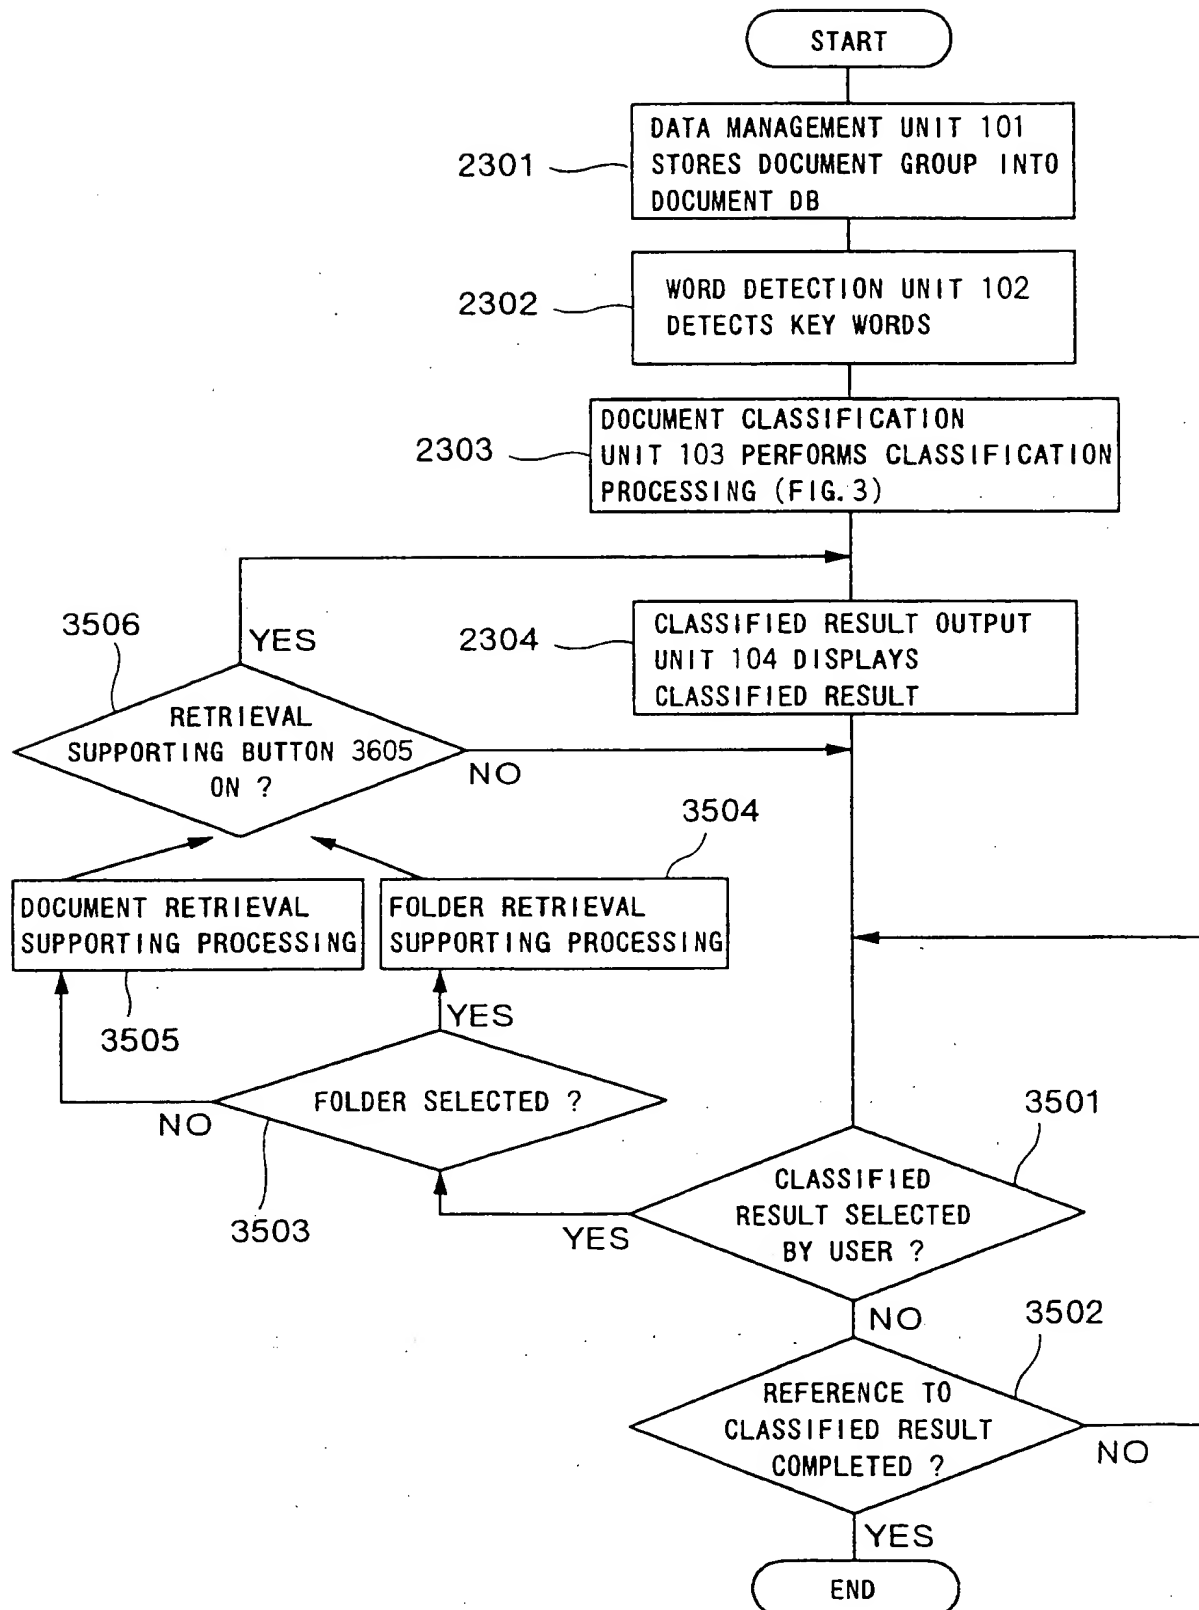 START
DATA MANAGEMENT UNIT 101
STORES DOCUMENT GROUP INTO
DOCUMENT DB
2301
WORD DETECTION UNIT 102
DETECTS KEY WORDS
2302
DOCUMENT CLASSIFICATION
UNIT 103 PERFORMS CLASSIFICATION
PROCESSING (FIG. 3)
2303
CLASSIFIED RESULT OUTPUT
UNIT 104 DISPLAYS
CLASSIFIED RESULT
2304
3506
YES
RETRIEVAL
SUPPORTING BUTTON 3605
ON ?
NO
3504
DOCUMENT RETRIEVAL
SUPPORTING PROCESSING
FOLDER RETRIEVAL
SUPPORTING PROCESSING
3505
YES
FOLDER SELECTED ?
NO
3503
3501
CLASSIFIED
RESULT SELECTED
BY USER ?
YES
NO
3502
REFERENCE TO
CLASSIFIED RESULT
COMPLETED ?
NO
YES
END